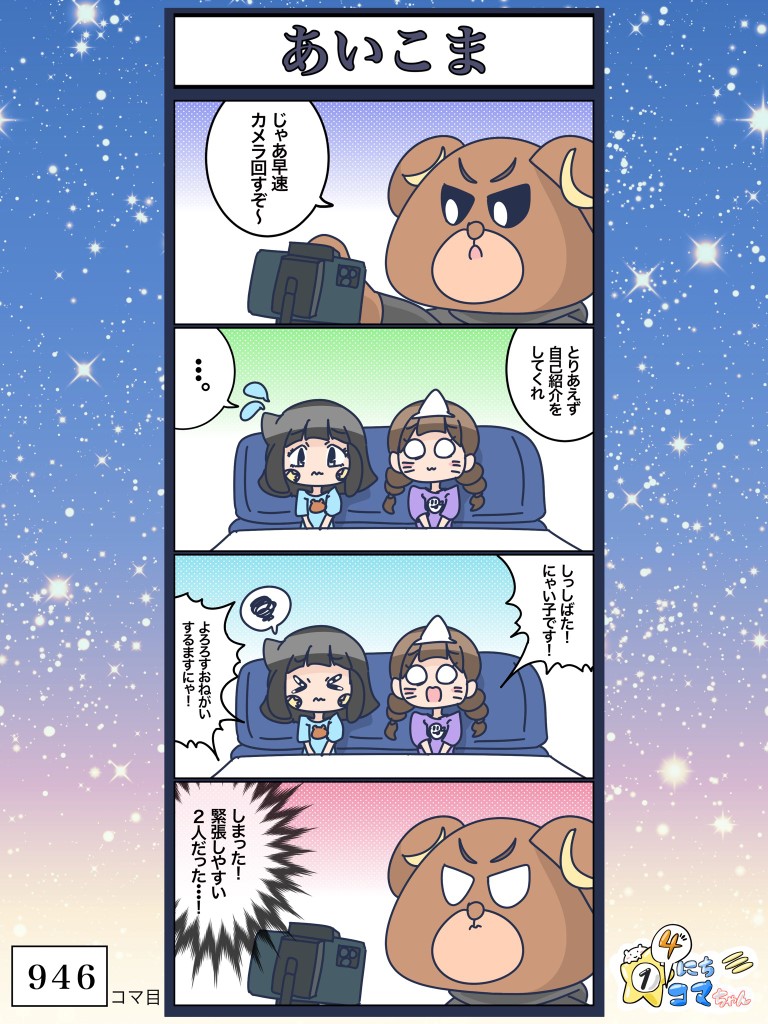 あいこま
じゃあ早速
カメラ回すぞ〜
とりあえず
自己紹介を
してくれ
…。
しっしばた！
にゃい子です！
よろろすおねがい
するますにゃ！
しまった！
緊張しやすい
２人だった…！
946
コマ目
1
にち
4
コマ
ちゃん